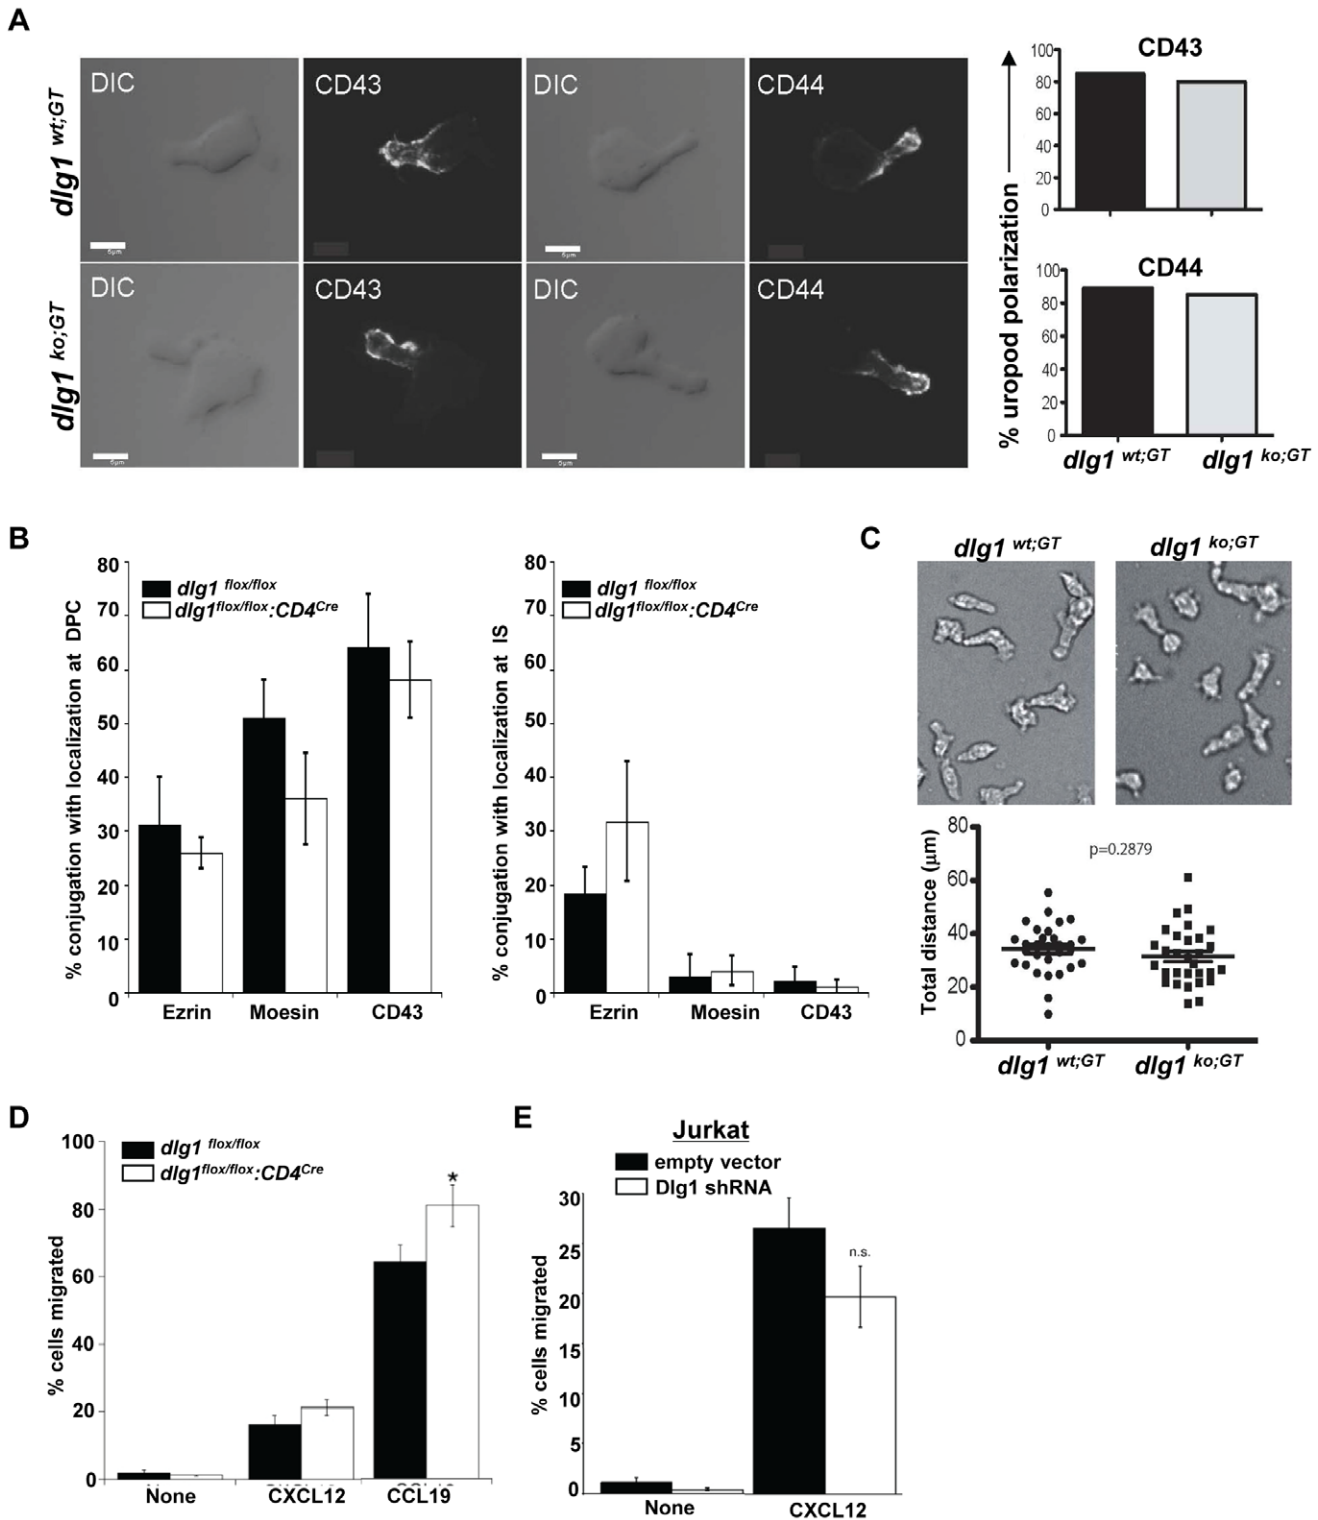 A
DIC
CD43
DIC
CD44
dlg1 wt;GT
5µm
DIC
CD43
DIC
CD44
dlg1 ko;GT
5µm
5µm
5µm
% uropod polarization
CD43
100
80
60
40
20
0
CD44
100
80
60
40
20
0
dlg1 wt;GT
dlg1 ko;GT
B
% conjugation with localization at DPC
80
70
60
50
40
30
20
10
0
dlg1 flox/flox
dlg1flox/flox:CD4Cre
Ezrin
Moesin
CD43
% conjugation with localization at IS
80
70
60
50
40
30
20
10
0
dlg1 flox/flox
dlg1flox/flox:CD4Cre
Ezrin
Moesin
CD43
C
dlg1 wt;GT
dlg1 ko;GT
Total distance (µm)
80
60
40
20
0
p=0.2879
dlg1 wt;GT
dlg1 ko;GT
D
% cells migrated
100
80
60
40
20
0
dlg1 flox/flox
dlg1flox/flox:CD4Cre
*
None
CXCL12
CCL19
E
Jurkat
empty vector
Dlg1 shRNA
% cells migrated
30
25
20
15
10
5
0
n.s.
None
CXCL12